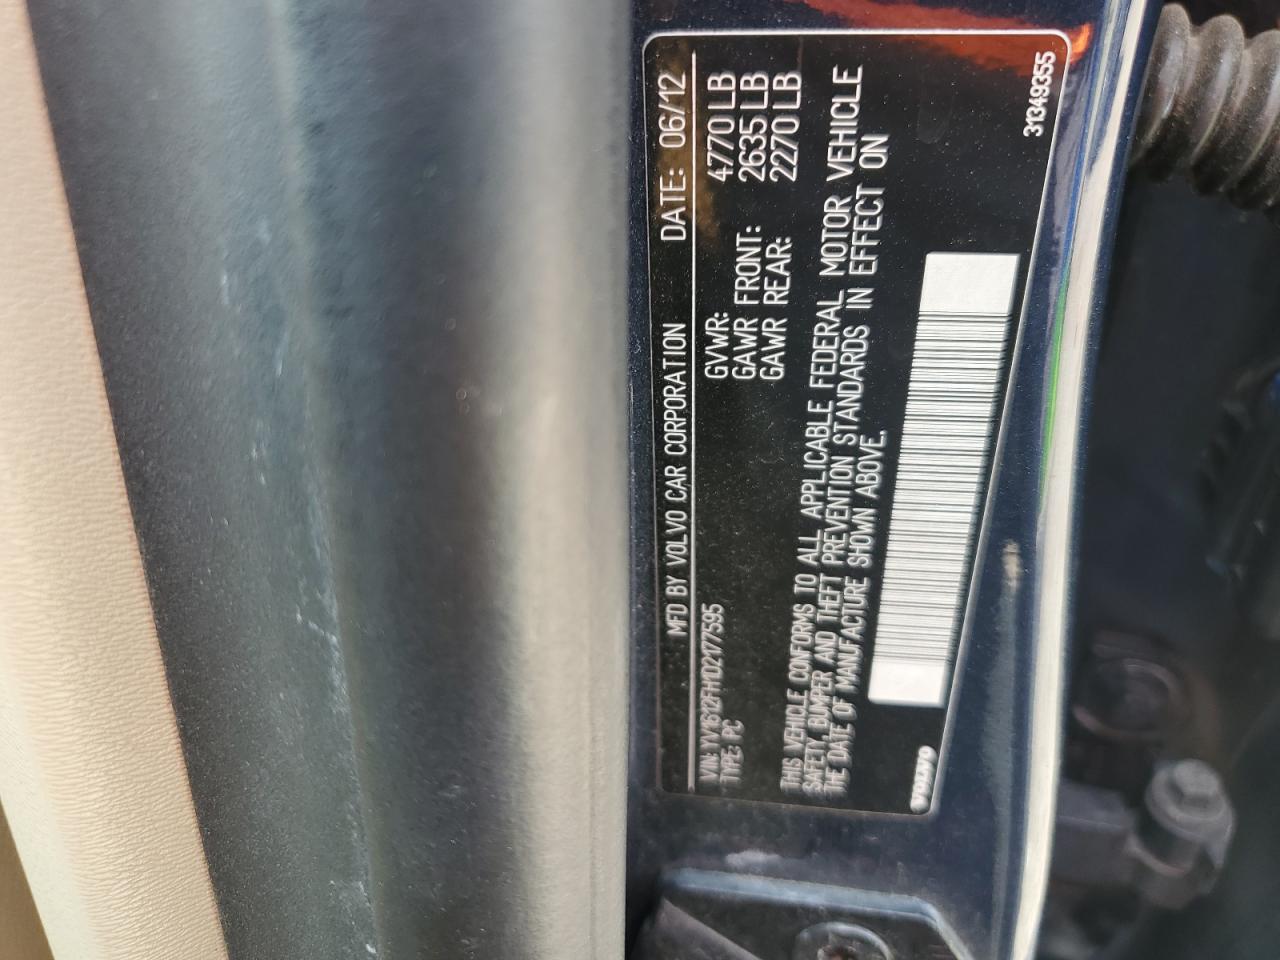 MFD BY VOLVO CAR CORPORATION DATE: 06/12
GVWR: 4770 LB
GAWR FRONT: 2635 LB
GAWR REAR: 2270 LB
VIN: YV1612FH1D2177595
TYPE: PC
THIS VEHICLE CONFORMS TO ALL APPLICABLE FEDERAL MOTOR VEHICLE
SAFETY, BUMPER AND THEFT PREVENTION STANDARDS IN EFFECT ON
THE DATE OF MANUFACTURE SHOWN ABOVE.
VOLVO
31349355